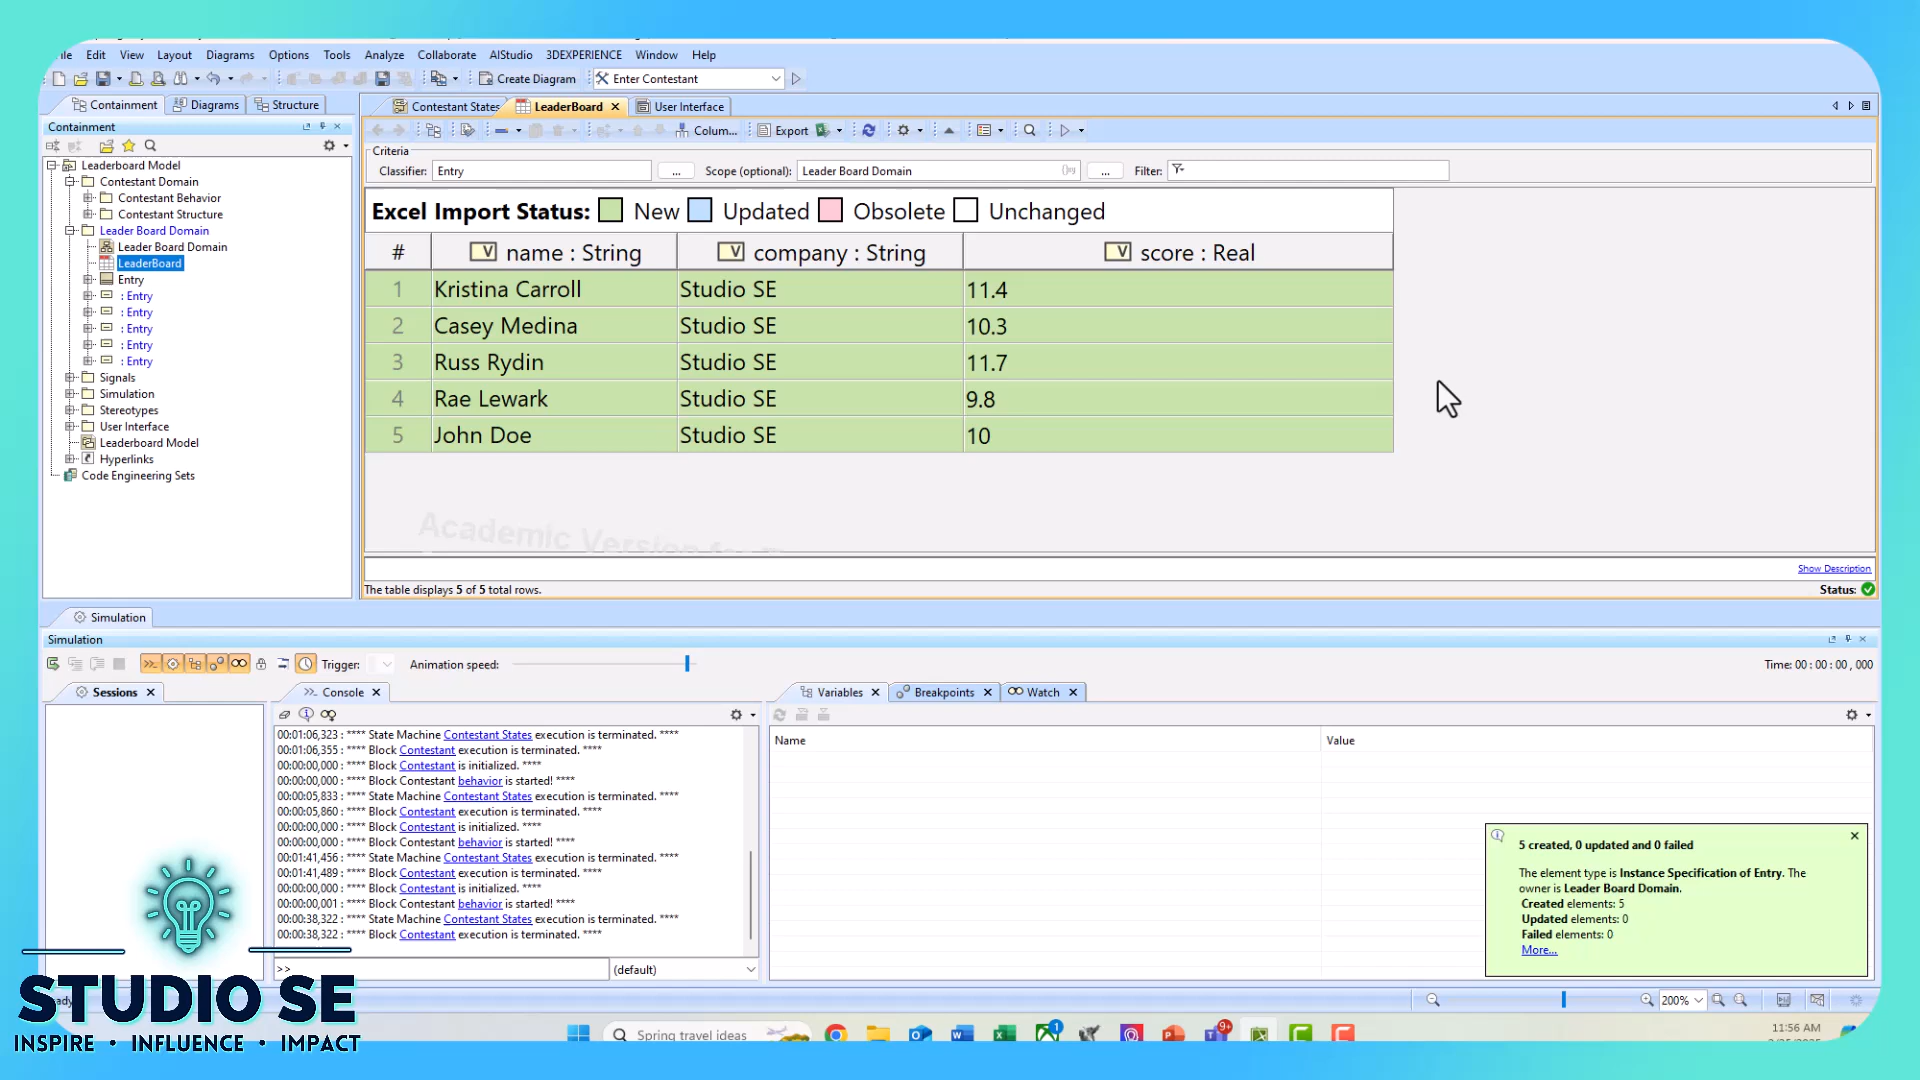 Edit View Layout Diagrams Options Tools Analyze Collaborate AIStudio 3DEXPERIENCE Window Help
Create Diagram Enter Contestant
Containment Diagrams Structure
Contestant States LeaderBoard User Interface
Containment
Colum... Export
Criteria
Classifier: Entry ... Scope (optional): Leader Board Domain ... Filter:
Leaderboard Model
Contestant Domain
Contestant Behavior
Contestant Structure
Leader Board Domain
Leader Board Domain
LeaderBoard
Entry
: Entry
: Entry
: Entry
: Entry
: Entry
Signals
Simulation
Stereotypes
User Interface
Leaderboard Model
Hyperlinks
Code Engineering Sets
Excel Import Status: New Updated Obsolete Unchanged
# V name : String V company : String V score : Real
1 Kristina Carroll Studio SE 11.4
2 Casey Medina Studio SE 10.3
3 Russ Rydin Studio SE 11.7
4 Rae Lewark Studio SE 9.8
5 John Doe Studio SE 10
Academic Version for
Show Description
The table displays 5 of 5 total rows. Status:
Simulation
Simulation
Trigger: Animation speed: Time: 00 : 00 : 00 , 000
Sessions Console Variables Breakpoints Watch
Name Value
00:01:06,323 : **** State Machine Contestant States execution is terminated. ****
00:01:06,355 : **** Block Contestant execution is terminated. ****
00:00:00,000 : **** Block Contestant is initialized. ****
00:00:00,000 : **** Block Contestant behavior is started! ****
00:00:05,833 : **** State Machine Contestant States execution is terminated. ****
00:00:05,860 : **** Block Contestant execution is terminated. ****
00:00:00,000 : **** Block Contestant is initialized. ****
00:00:00,000 : **** Block Contestant behavior is started! ****
00:01:41,456 : **** State Machine Contestant States execution is terminated. ****
00:01:41,489 : **** Block Contestant execution is terminated. ****
00:00:00,000 : **** Block Contestant is initialized. ****
00:00:00,001 : **** Block Contestant behavior is started! ****
00:00:38,322 : **** State Machine Contestant States execution is terminated. ****
00:00:38,322 : **** Block Contestant execution is terminated. ****
>> (default)
5 created, 0 updated and 0 failed
The element type is Instance Specification of Entry. The
owner is Leader Board Domain.
Created elements: 5
Updated elements: 0
Failed elements: 0
More...
200%
STUDIO SE
INSPIRE • INFLUENCE • IMPACT
Spring travel ideas
1
9+
11:56 AM